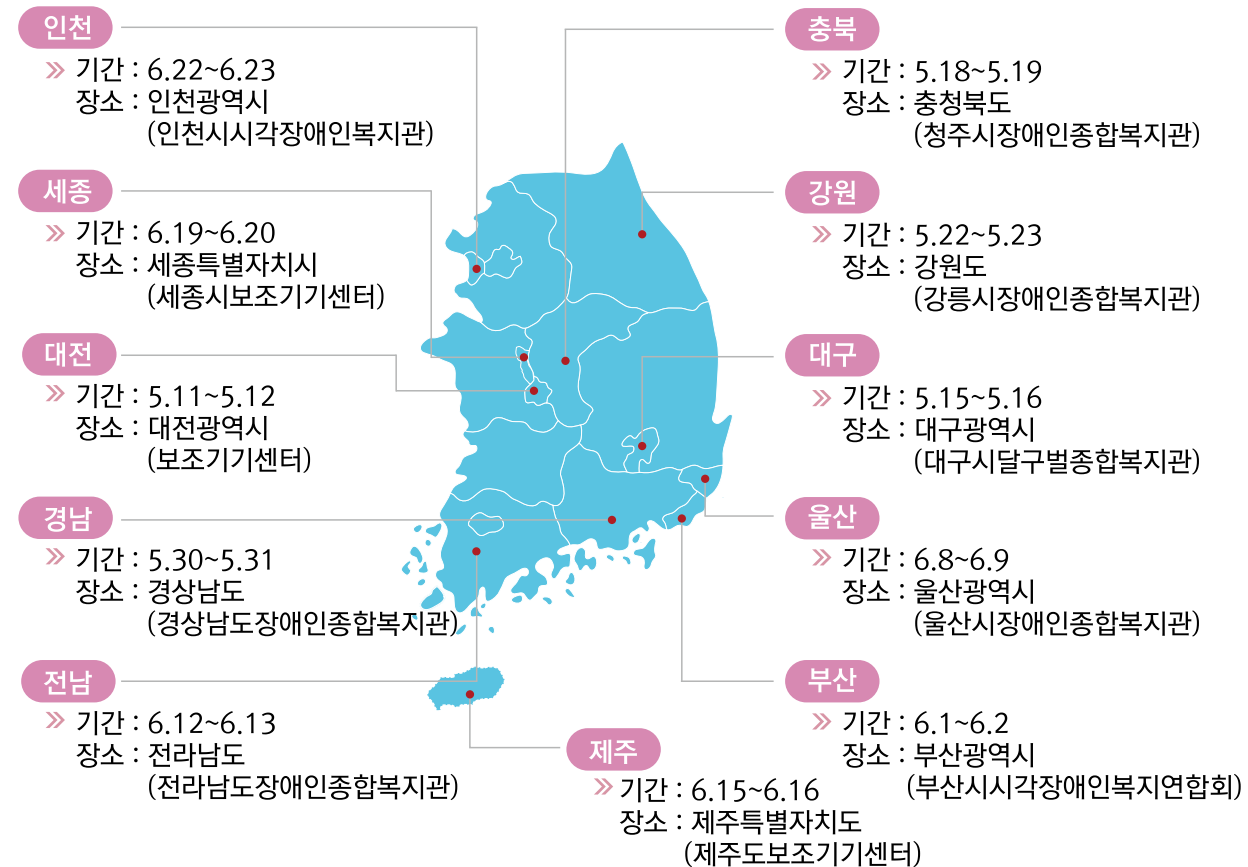 인천
기간 : 6.22~6.23
장소 : 인천광역시
(인천시시각장애인복지관)
세종
기간 : 6.19~6.20
장소 : 세종특별자치시
(세종시보조기기센터)
대전
기간 : 5.11~5.12
장소 : 대전광역시
(보조기기센터)
경남
기간 : 5.30~5.31
장소 : 경상남도
(경상남도장애인종합복지관)
전남
기간 : 6.12~6.13
장소 : 전라남도
(전라남도장애인종합복지관)
충북
기간 : 5.18~5.19
장소 : 충청북도
(청주시장애인종합복지관)
강원
기간 : 5.22~5.23
장소 : 강원도
(강릉시장애인종합복지관)
대구
기간 : 5.15~5.16
장소 : 대구광역시
(대구시달구벌종합복지관)
울산
기간 : 6.8~6.9
장소 : 울산광역시
(울산시장애인종합복지관)
부산
기간 : 6.1~6.2
장소 : 부산광역시
(부산시시각장애인복지연합회)
제주
기간 : 6.15~6.16
장소 : 제주특별자치도
(제주도보조기기센터)